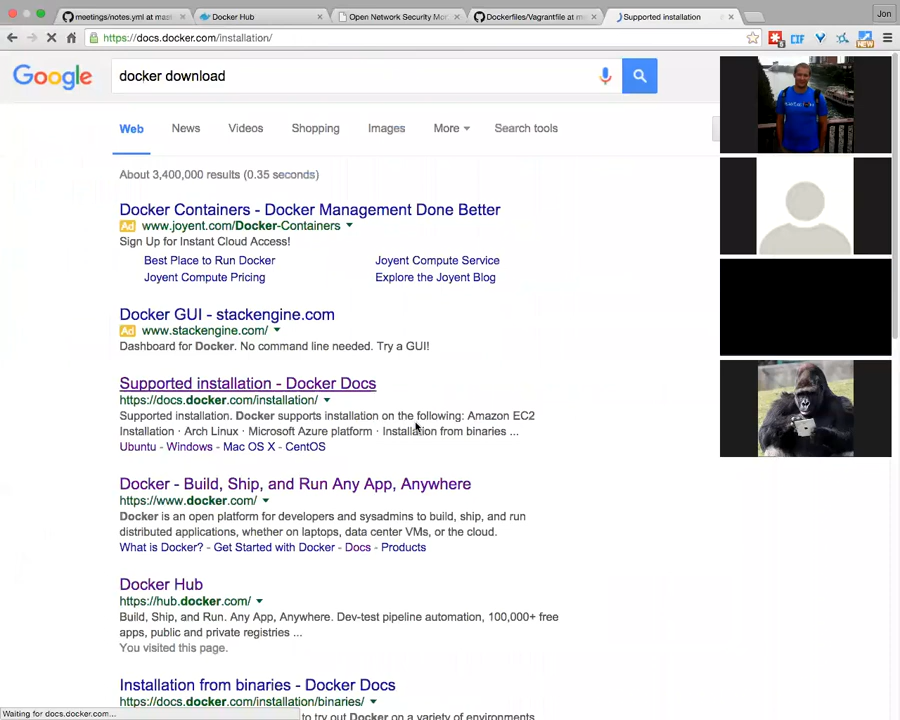 meetings/notes.yml at mas
Docker Hub
Open Network Security Mor
Dockerfiles/Vagrantfile at m
Supported installation
Jon
https://docs.docker.com/installation/
CIF
NEW
Google
docker download
Web
News
Videos
Shopping
Images
More
Search tools
About 3,400,000 results (0.35 seconds)
Docker Containers - Docker Management Done Better
Ad www.joyent.com/Docker-Containers
Sign Up for Instant Cloud Access!
Best Place to Run Docker
Joyent Compute Service
Joyent Compute Pricing
Explore the Joyent Blog
Docker GUI - stackengine.com
Ad www.stackengine.com/
Dashboard for Docker. No command line needed. Try a GUI!
Supported installation - Docker Docs
https://docs.docker.com/installation/
Supported installation. Docker supports installation on the following: Amazon EC2
Installation · Arch Linux · Microsoft Azure platform · Installation from binaries ...
Ubuntu - Windows - Mac OS X - CentOS
Docker - Build, Ship, and Run Any App, Anywhere
https://www.docker.com/
Docker is an open platform for developers and sysadmins to build, ship, and run
distributed applications, whether on laptops, data center VMs, or the cloud.
What is Docker? - Get Started with Docker - Docs - Products
Docker Hub
https://hub.docker.com/
Build, Ship, and Run. Any App, Anywhere. Dev-test pipeline automation, 100,000+ free
apps, public and private registries ...
You visited this page.
Installation from binaries - Docker Docs
https://docs.docker.com/installation/binaries/
to try out Docker on a variety of environments
Waiting for docs.docker.com...